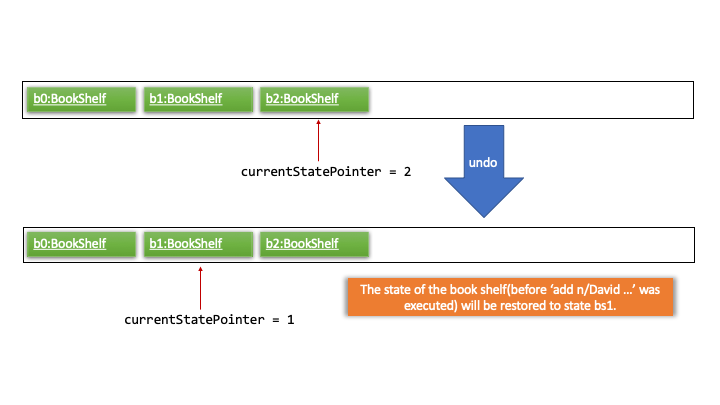 b0:BookShelf b1:BookShelf b2:BookShelf
currentStatePointer = 2
undo
b0:BookShelf b1:BookShelf b2:BookShelf
currentStatePointer = 1
The state of the book shelf(before ‘add n/David …’ was
executed) will be restored to state bs1.